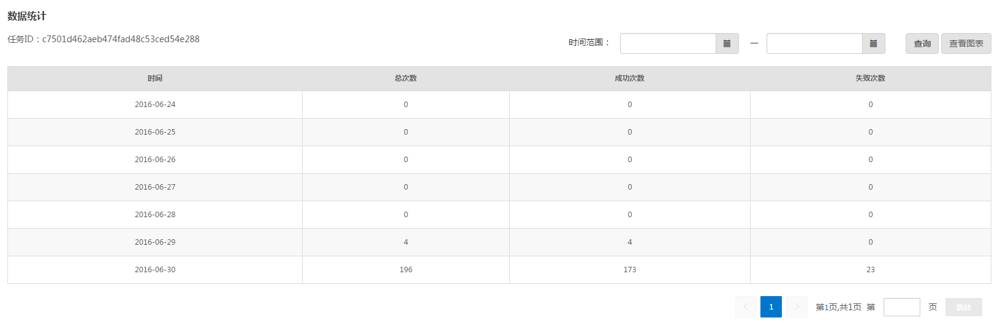 数据统计
任务ID：c7501d462aeb474fad48c53ced54e288
时间范围： — 查询 查看图表
时间 总次数 成功次数 失败次数
2016-06-24 0 0 0
2016-06-25 0 0 0
2016-06-26 0 0 0
2016-06-27 0 0 0
2016-06-28 0 0 0
2016-06-29 4 4 0
2016-06-30 196 173 23
1 第1页,共1页 第 页 跳转